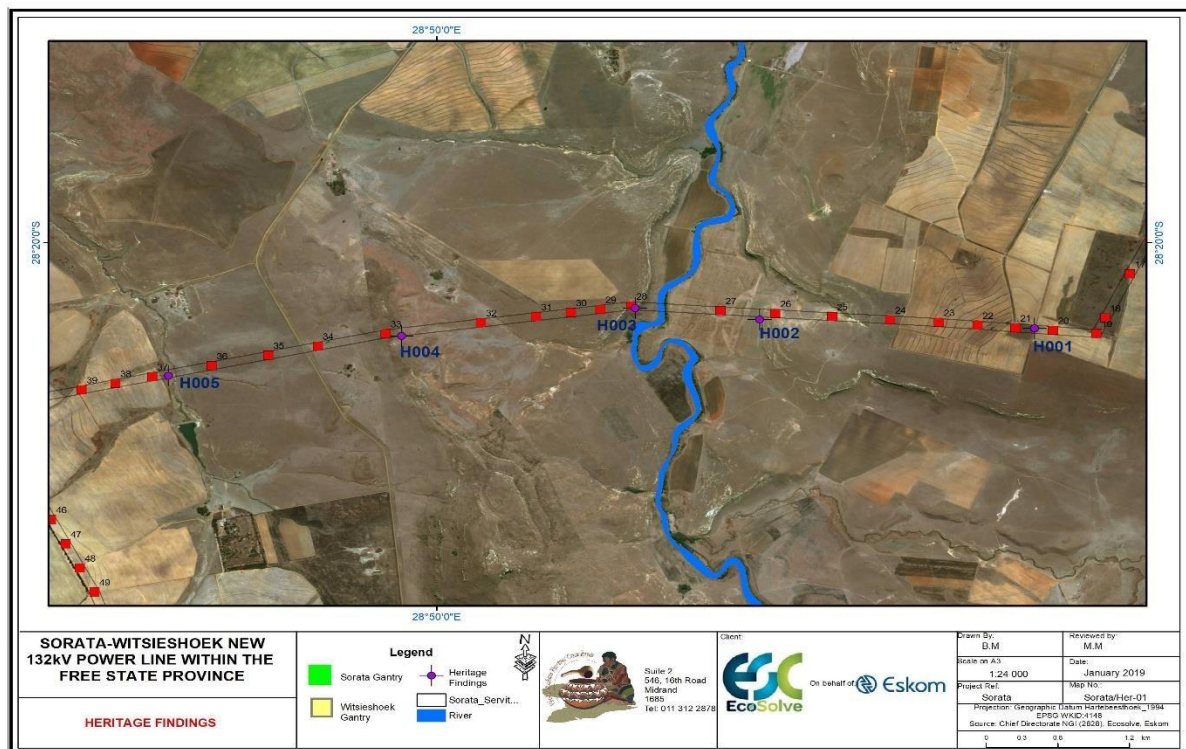 28°50'0"E
28°20'0"S
28°20'0"S
17
18
19
20
21
22
23
24
25
26
27
28
29
30
31
32
33
34
35
36
37
38
39
46
47
48
49
H001
H002
H003
H004
H005
28°50'0"E
SORATA-WITSIESHOEK NEW
132kV POWER LINE WITHIN THE
FREE STATE PROVINCE
HERITAGE FINDINGS
Legend
Sorata Gantry
Witsieshoek
Gantry
Heritage
Findings
Sorata_Servit...
River
N
Suite 2
546, 16th Road
Midrand
1685
Tel: 011 312 2878
Client:
EcoSolve
On behalf of
Eskom
Drawn By:
B.M
Reviewed by:
M.M
Scale on A3
1:24 000
Date:
January 2019
Project Ref.
Sorata
Map No.:
Sorata/Her-01
Projection: Geographic Datum Hartebeesthoek_1994
EPSG WKID:4148
Source: Chief Directorate NGI (2828), Ecosolve, Eskom
0 0.3 0.6 1.2 km